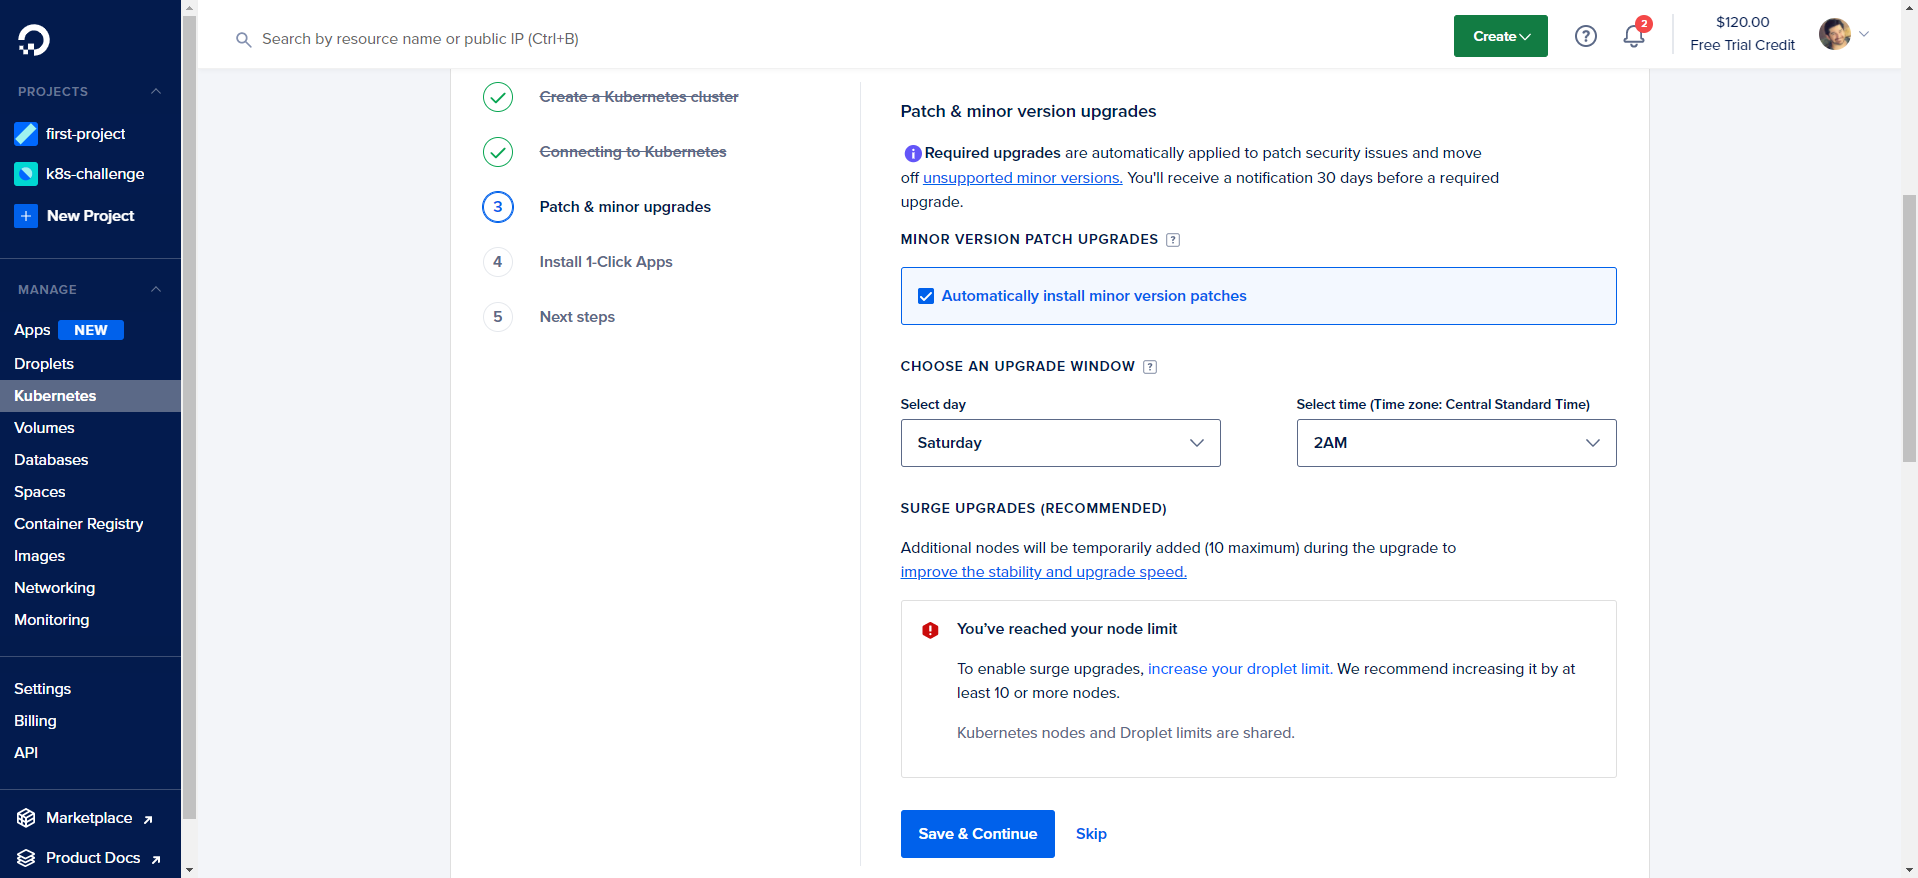 Search by resource name or public IP (Ctrl+B)
Create
?
2
$120.00
Free Trial Credit
PROJECTS
first-project
k8s-challenge
+ New Project
MANAGE
Apps NEW
Droplets
Kubernetes
Volumes
Databases
Spaces
Container Registry
Images
Networking
Monitoring
Settings
Billing
API
Marketplace
Product Docs
Create a Kubernetes cluster
Connecting to Kubernetes
3 Patch & minor upgrades
4 Install 1-Click Apps
5 Next steps
Patch & minor version upgrades
i Required upgrades are automatically applied to patch security issues and move
off unsupported minor versions. You'll receive a notification 30 days before a required
upgrade.
MINOR VERSION PATCH UPGRADES ?
Automatically install minor version patches
CHOOSE AN UPGRADE WINDOW ?
Select day
Saturday
Select time (Time zone: Central Standard Time)
2AM
SURGE UPGRADES (RECOMMENDED)
Additional nodes will be temporarily added (10 maximum) during the upgrade to
improve the stability and upgrade speed.
! You’ve reached your node limit
To enable surge upgrades, increase your droplet limit. We recommend increasing it by at
least 10 or more nodes.
Kubernetes nodes and Droplet limits are shared.
Save & Continue
Skip